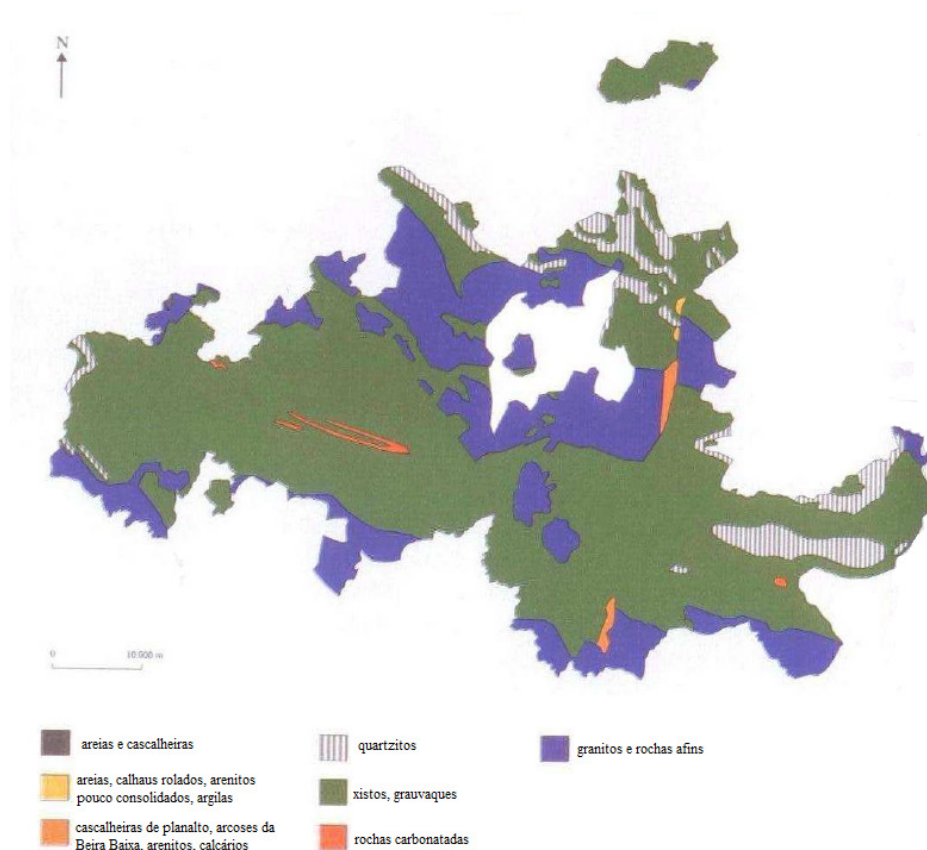 N
0 10.000 m
areias e cascalheiras
areias, calhaus rolados, arenitos
pouco consolidados, argilas
cascalheiras de planalto, arcoses da
Beira Baixa, arenitos, calcários
quartzitos
xistos, grauvaques
rochas carbonatadas
granitos e rochas afins